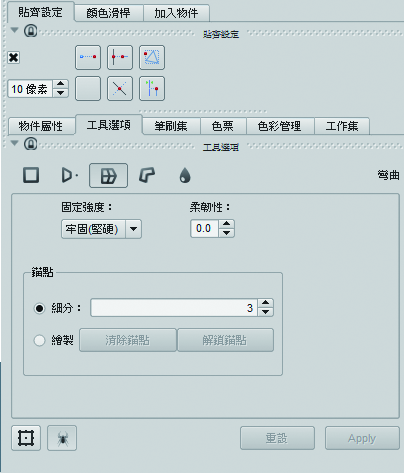 貼齊設定 顏色滑桿 加入物件
貼齊設定
10 像素
物件屬性 工具選項 筆刷集 色票 色彩管理 工作集
工具選項
彎曲
固定強度： 柔韌性：
牢固(堅硬) 0.0
錨點
細分： 3
繪製 清除錨點 解鎖錨點
重設 Apply